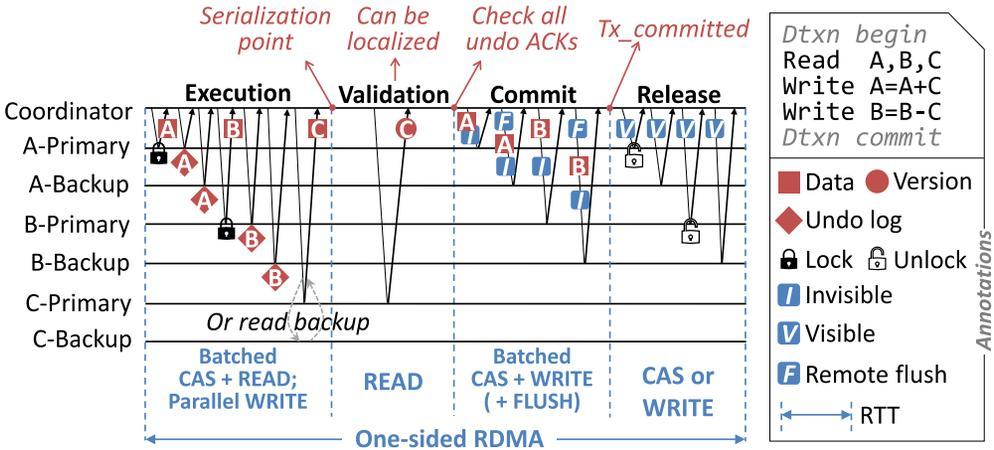 Serialization
point
Can be
localized
Check all
undo ACKs
Tx_committed
Execution
Validation
Commit
Release
Coordinator
A-Primary
A-Backup
B-Primary
B-Backup
C-Primary
C-Backup
A
B
C
C
A
I
F
B
F
V
V
V
V
A
A
B
B
A
I
I
B
I
Or read backup
Batched
CAS + READ;
Parallel WRITE
READ
Batched
CAS + WRITE
( + FLUSH)
CAS or
WRITE
One-sided RDMA
Dtxn begin
Read A,B,C
Write A=A+C
Write B=B-C
Dtxn commit
Data
Version
Undo log
Lock
Unlock
I Invisible
V Visible
F Remote flush
RTT
Annotations